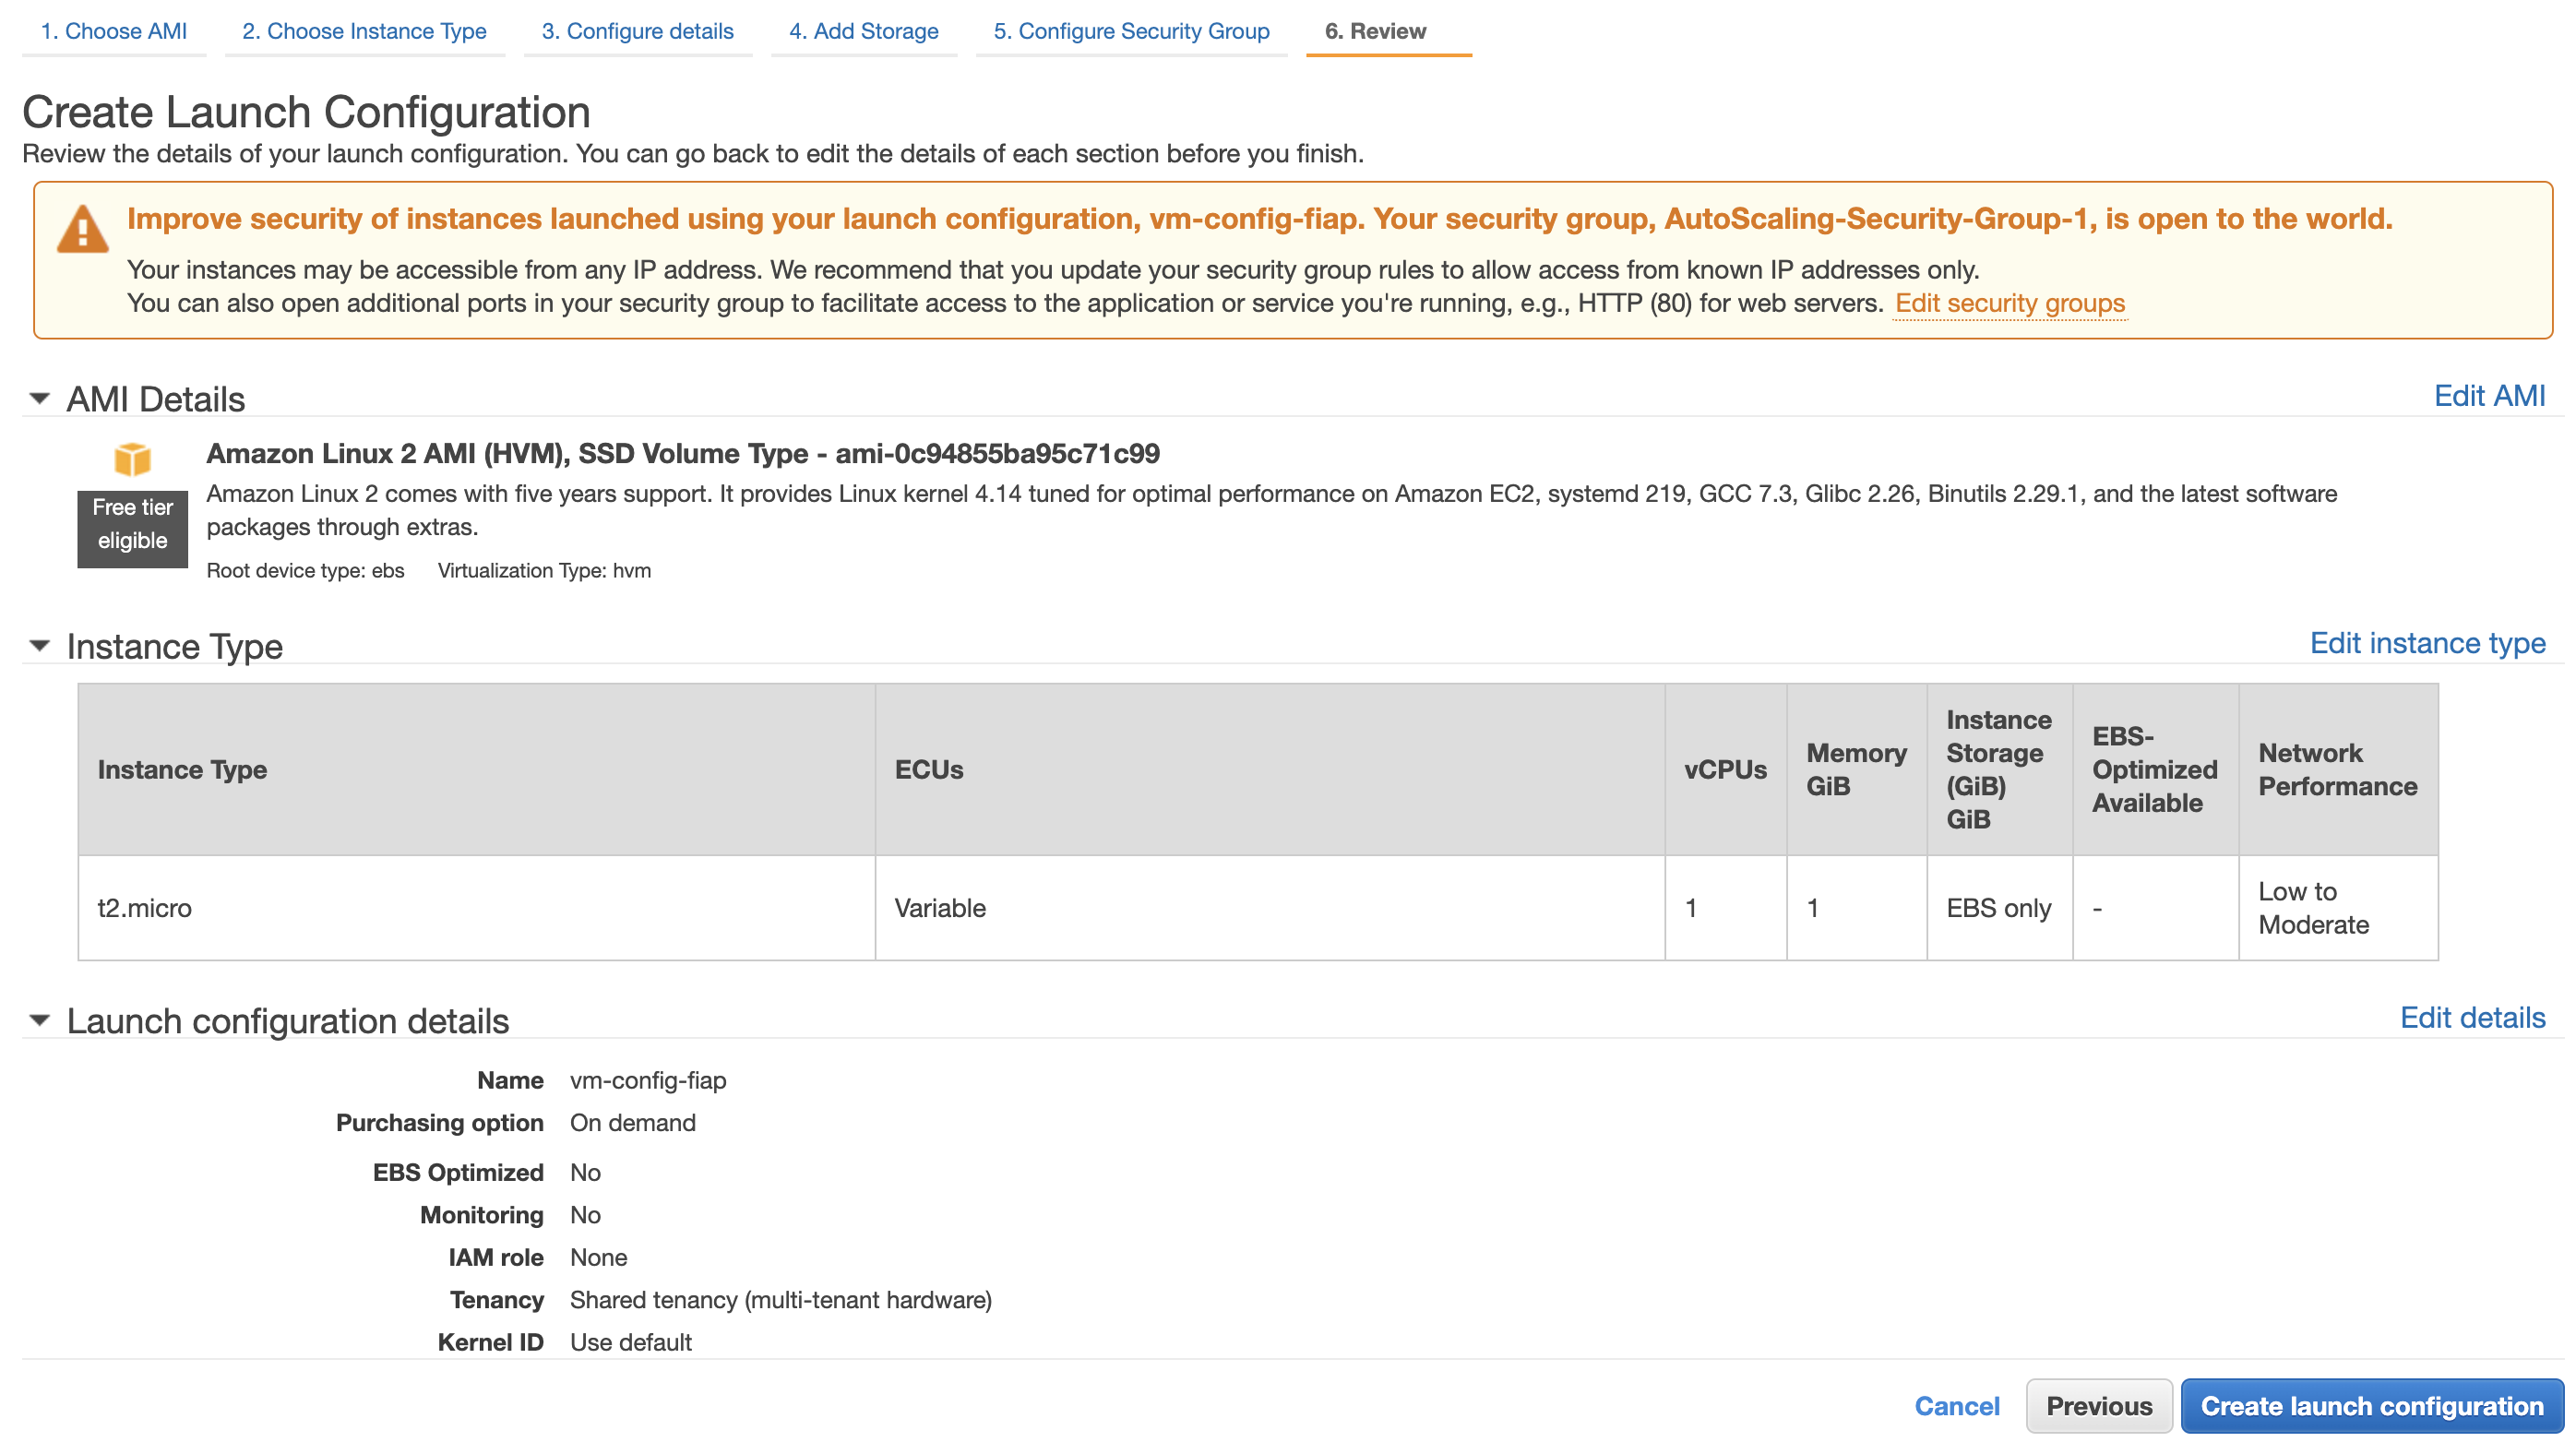 1. Choose AMI 2. Choose Instance Type 3. Configure details 4. Add Storage 5. Configure Security Group 6. Review
Create Launch Configuration
Review the details of your launch configuration. You can go back to edit the details of each section before you finish.
Improve security of instances launched using your launch configuration, vm-config-fiap. Your security group, AutoScaling-Security-Group-1, is open to the world.
Your instances may be accessible from any IP address. We recommend that you update your security group rules to allow access from known IP addresses only.
You can also open additional ports in your security group to facilitate access to the application or service you're running, e.g., HTTP (80) for web servers. Edit security groups
AMI Details Edit AMI
Amazon Linux 2 AMI (HVM), SSD Volume Type - ami-0c94855ba95c71c99
Free tier
eligible
Amazon Linux 2 comes with five years support. It provides Linux kernel 4.14 tuned for optimal performance on Amazon EC2, systemd 219, GCC 7.3, Glibc 2.26, Binutils 2.29.1, and the latest software
packages through extras.
Root device type: ebs Virtualization Type: hvm
Instance Type Edit instance type
Instance Type
ECUs
vCPUs
Memory
GiB
Instance
Storage
(GiB)
GiB
EBS-
Optimized
Available
Network
Performance
t2.micro
Variable
1
1
EBS only
-
Low to
Moderate
Launch configuration details Edit details
Name vm-config-fiap
Purchasing option On demand
EBS Optimized No
Monitoring No
IAM role None
Tenancy Shared tenancy (multi-tenant hardware)
Kernel ID Use default
Cancel Previous Create launch configuration